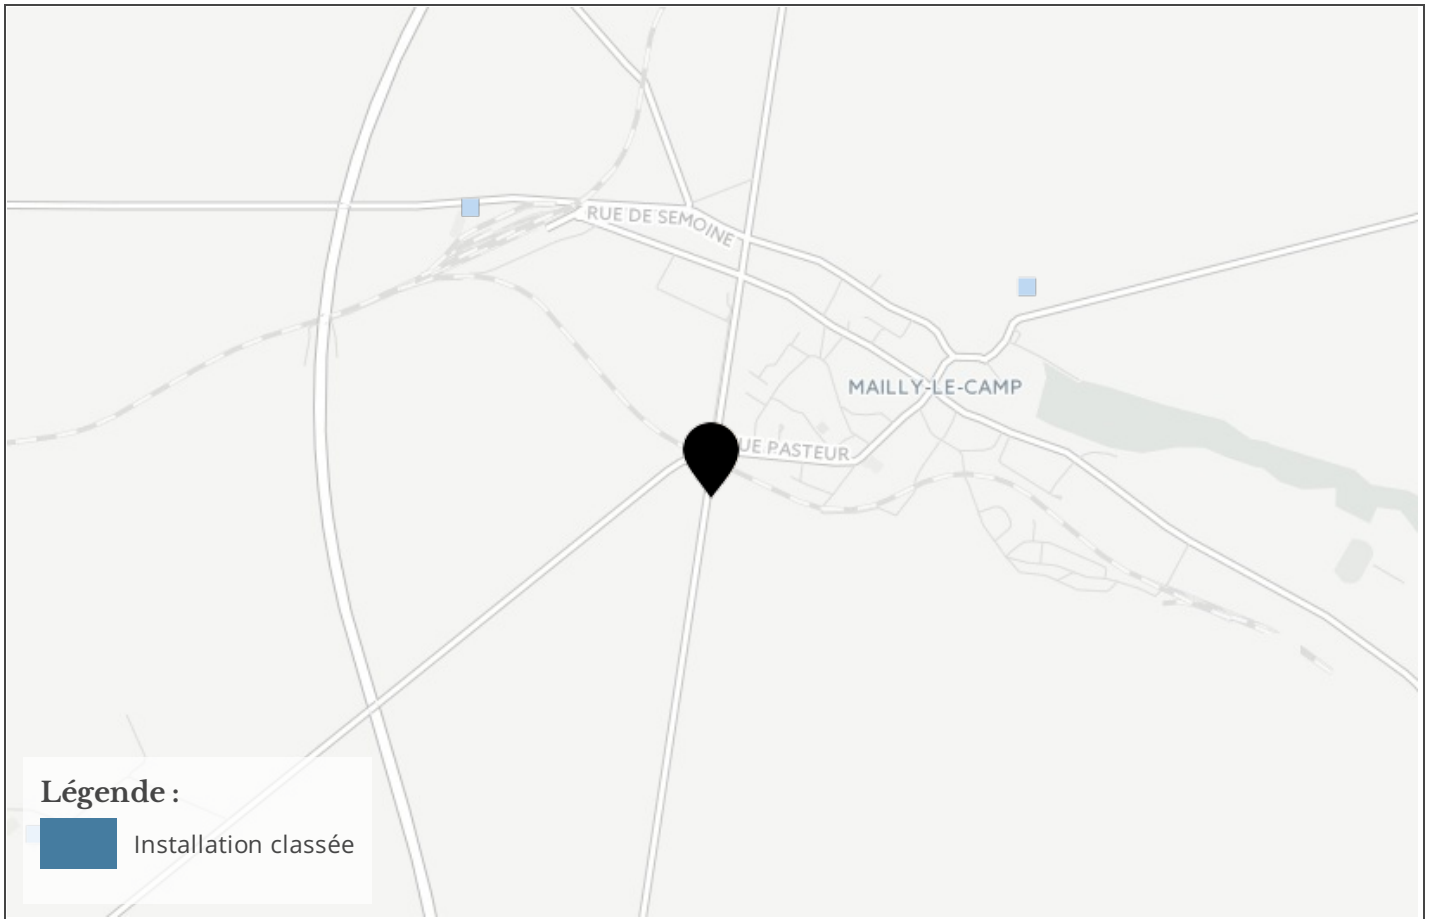 RUE DE SEMOINE
MAILLY-LE-CAMP
UE PASTEUR
Légende :
Installation classée